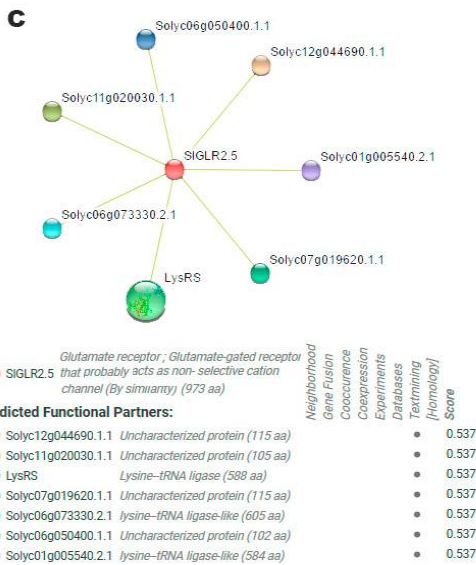 C
Solyc06g050400.1.1
Solyc12g044690.1.1
Solyc11g020030.1.1
SlGLR2.5
Solyc01g005540.2.1
Solyc06g073330.2.1
Solyc07g019620.1.1
LysRS
Neighborhood
Gene Fusion
Cooccurence
Coexpression
Experiments
Databases
Textmining
[Homology]
Score
SlGLR2.5 Glutamate receptor ; Glutamate-gated receptor
that probably acts as non- selective cation
channel (By similarity) (973 aa)
dicted Functional Partners:
Solyc12g044690.1.1 Uncharacterized protein (115 aa) • 0.537
Solyc11g020030.1.1 Uncharacterized protein (105 aa) • 0.537
LysRS Lysine–tRNA ligase (588 aa) • 0.537
Solyc07g019620.1.1 Uncharacterized protein (115 aa) • 0.537
Solyc06g073330.2.1 lysine–tRNA ligase-like (605 aa) • 0.537
Solyc06g050400.1.1 Uncharacterized protein (102 aa) • 0.537
Solyc01g005540.2.1 lysine–tRNA ligase-like (584 aa) • 0.537